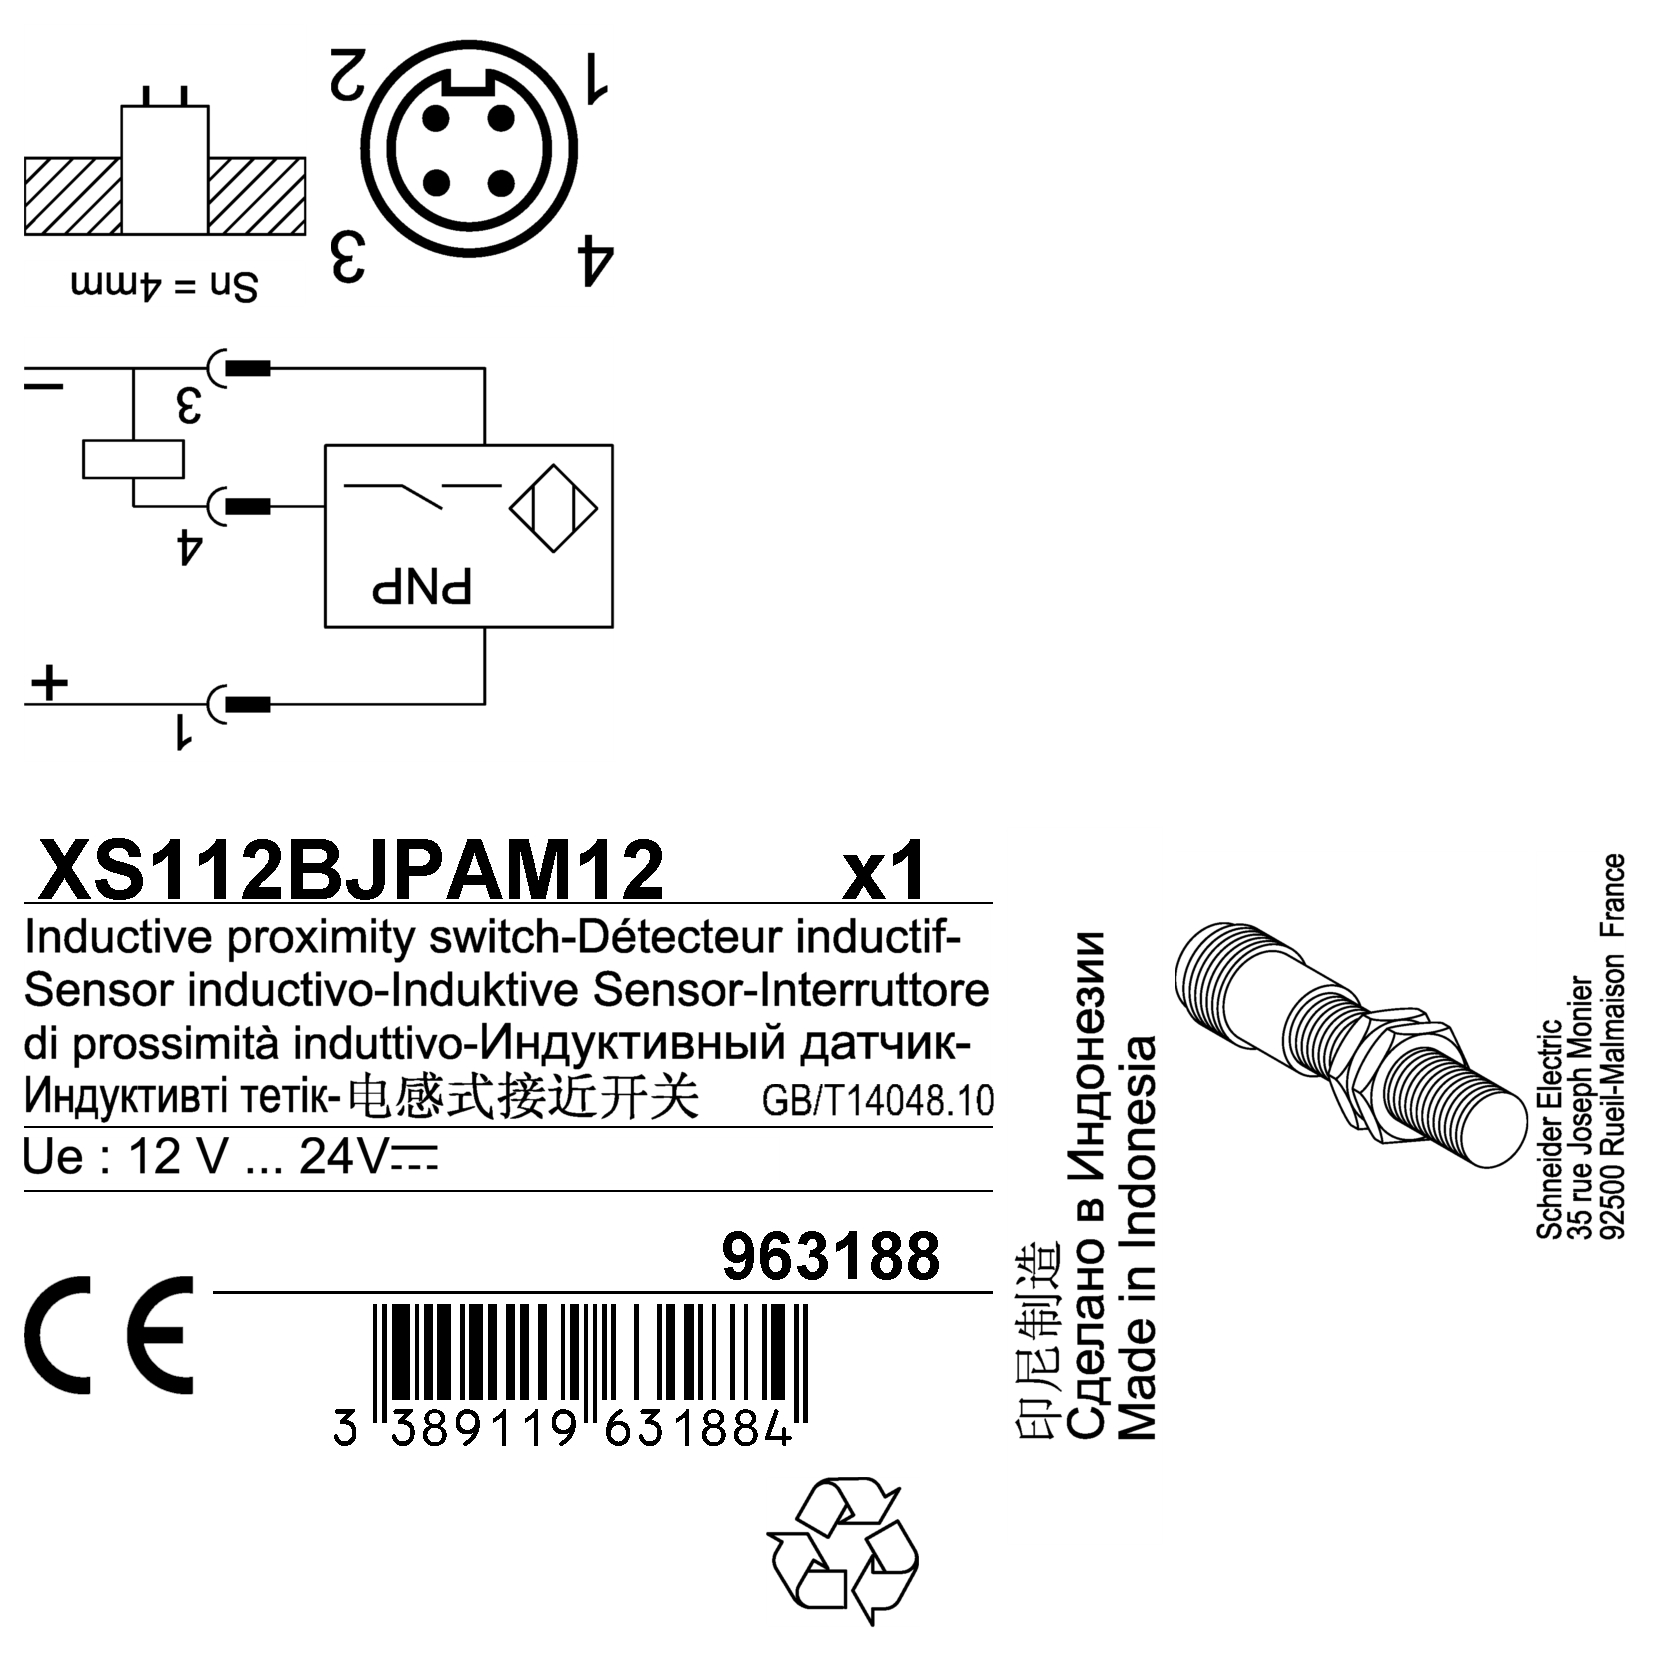 2
1
3
4
Sn = 4mm
–
3
4
PNP
+
1
XS112BJPAM12 x1
Inductive proximity switch-Détecteur inductif-
Sensor inductivo-Induktive Sensor-Interruttore
di prossimità induttivo-Индуктивный датчик-
Индуктивті тетік-电感式接近开关 GB/T14048.10
Ue : 12 V ... 24V⎓
963188
CE
3 389119 631884
印尼制造
Сделано в Индонезии
Made in Indonesia
Schneider Electric
35 rue Joseph Monier
92500 Rueil-Malmaison France